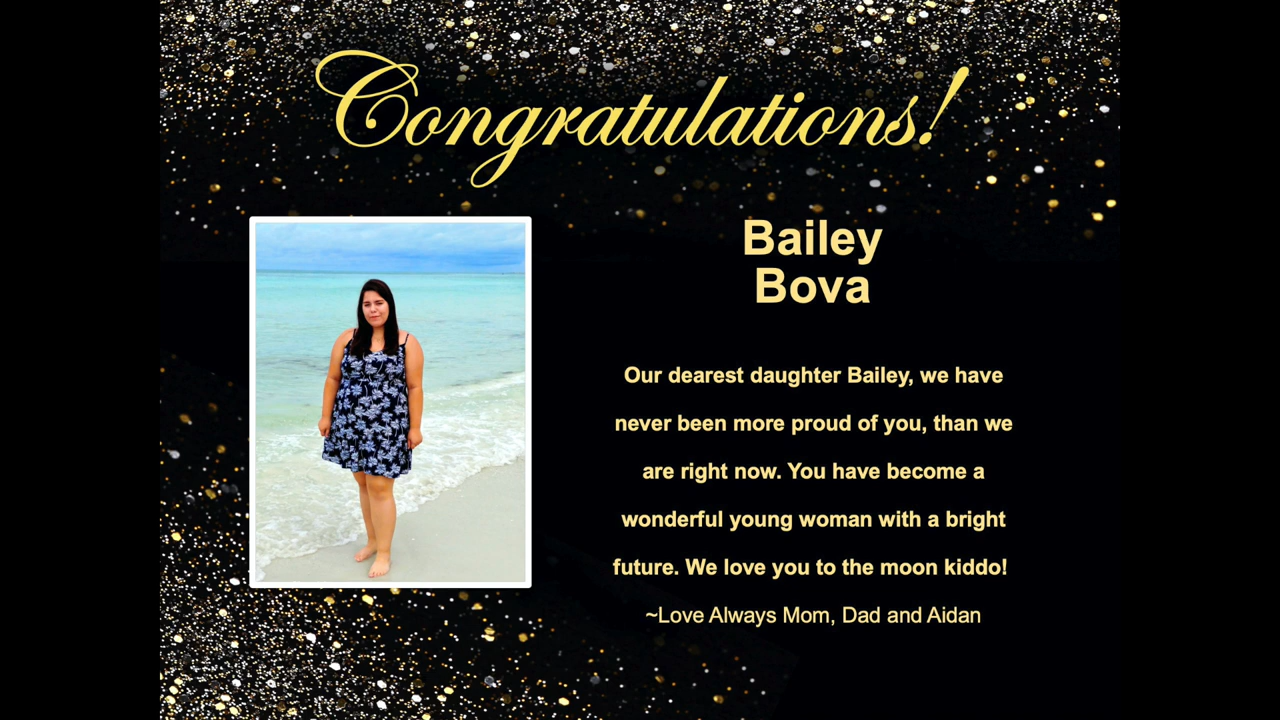 Congratulations!
Bailey
Bova
Our dearest daughter Bailey, we have
never been more proud of you, than we
are right now. You have become a
wonderful young woman with a bright
future. We love you to the moon kiddo!
~Love Always Mom, Dad and Aidan